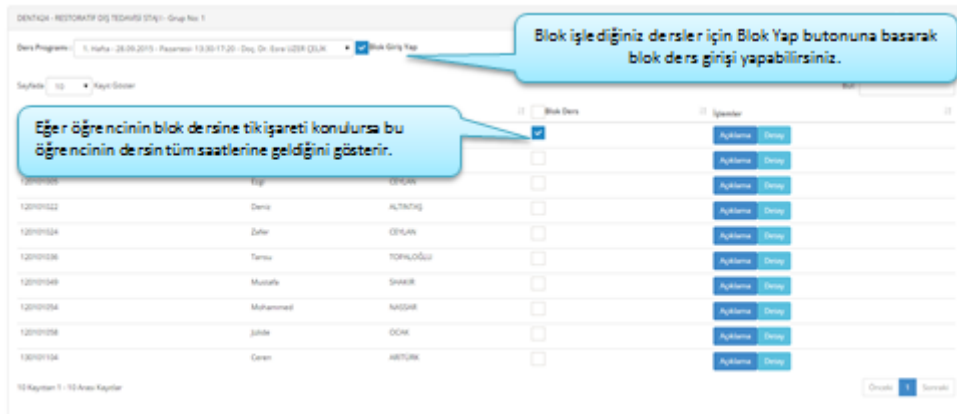 DENT424 - RESTORATİF DİŞ TEDAVİSİ STAJ I - Grup No: 1
Ders Programı : 1. Hafta - 28.09.2015 - Pazartesi 13:30-17:20 - Doç. Dr. Esra UZER ÇELİK Blok Giriş Yap
Blok işlediğiniz dersler için Blok Yap butonuna basarak
blok ders girişi yapabilirsiniz.
Sayfada 10 Kayıt Göster
Bul:
Blok Ders İşlemler
Eğer öğrencinin blok dersine tik işareti konulursa bu
öğrencinin dersin tüm saatlerine geldiğini gösterir.
Açıklama Detay
Açıklama Detay
120101005 Ezgi CEYLAN Açıklama Detay
120101022 Deniz ALTINTAŞ Açıklama Detay
120101024 Zafer CEYLAN Açıklama Detay
120101036 Tansu TOPALOĞLU Açıklama Detay
120101049 Mustafa SHAKIR Açıklama Detay
120101054 Mohammed NASSAR Açıklama Detay
120101058 Jülide OCAK Açıklama Detay
130101104 Ceren ARITÜRK Açıklama Detay
10 Kayıttan 1 - 10 Arası Kayıtlar
Önceki 1 Sonraki